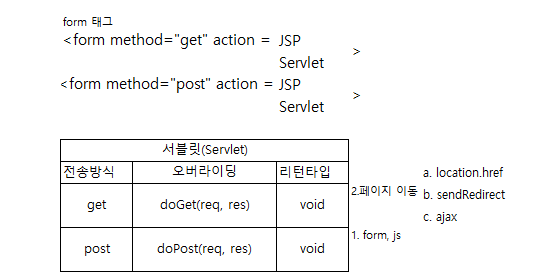 form 태그
<form method="get" action = JSP
Servlet
>
<form method="post" action = JSP
Servlet
>
서블릿(Servlet)
전송방식 오버라이딩 리턴타입
get doGet(req, res) void
post doPost(req, res) void
2.페이지 이동
a. location.href
b. sendRedirect
c. ajax
1. form, js